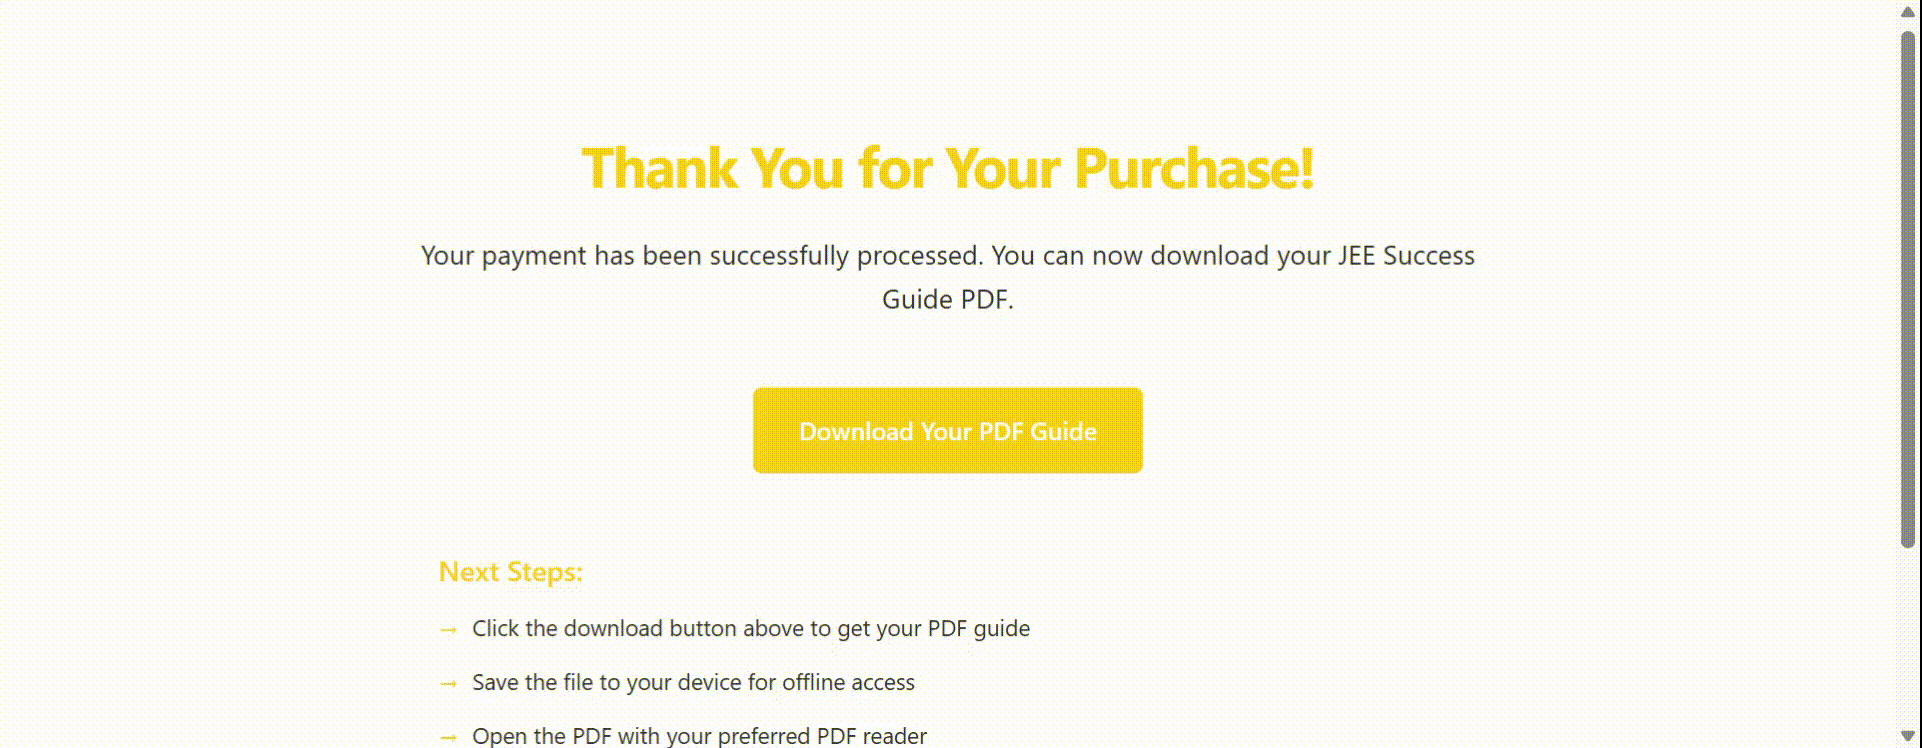 Thank You for Your Purchase!
Your payment has been successfully processed. You can now download your JEE Success
Guide PDF.
Download Your PDF Guide
Next Steps:
→ Click the download button above to get your PDF guide
→ Save the file to your device for offline access
→ Open the PDF with your preferred PDF reader